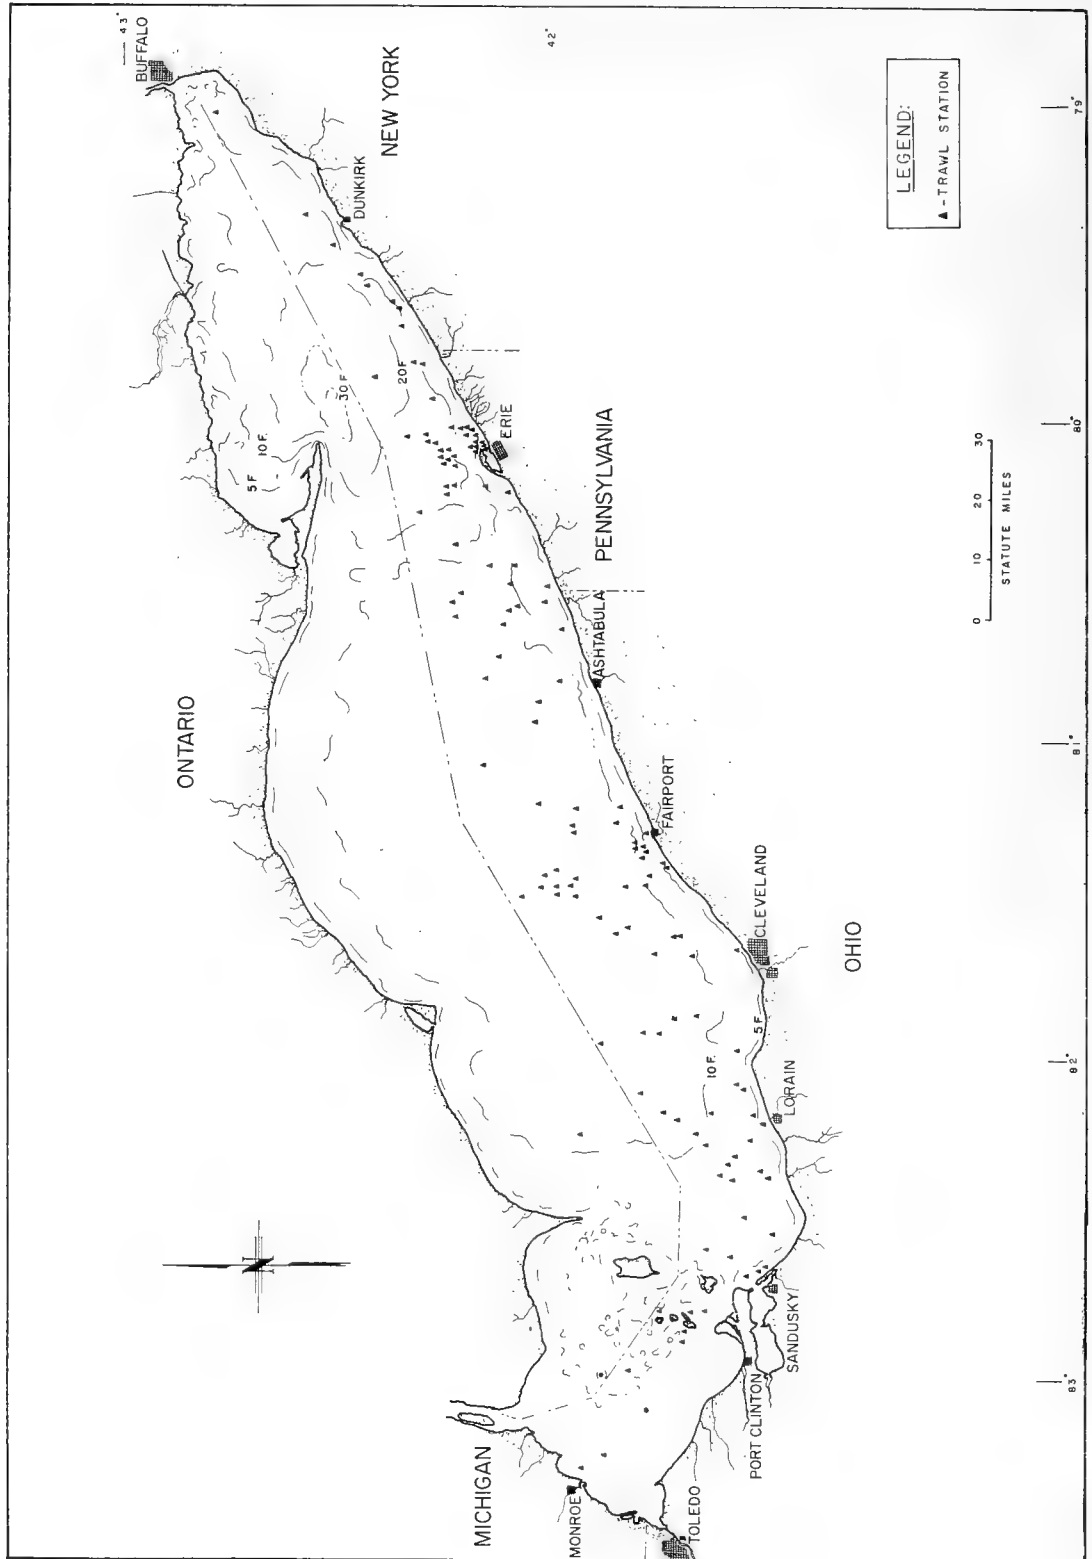 BUFFALO
43°
42°
NEW YORK
DUNKIRK
LEGEND:
▲ - TRAWL STATION
79°
30 F
20 F
10 F.
5 F
ERIE
PENNSYLVANIA
80°
0 10 20 30
STATUTE MILES
ONTARIO
ASHTABULA
81°
FAIRPORT
CLEVELAND
OHIO
5 F
10 F.
LORAIN
82°
N
SANDUSKY
PORT CLINTON
83°
MICHIGAN
MONROE
TOLEDO